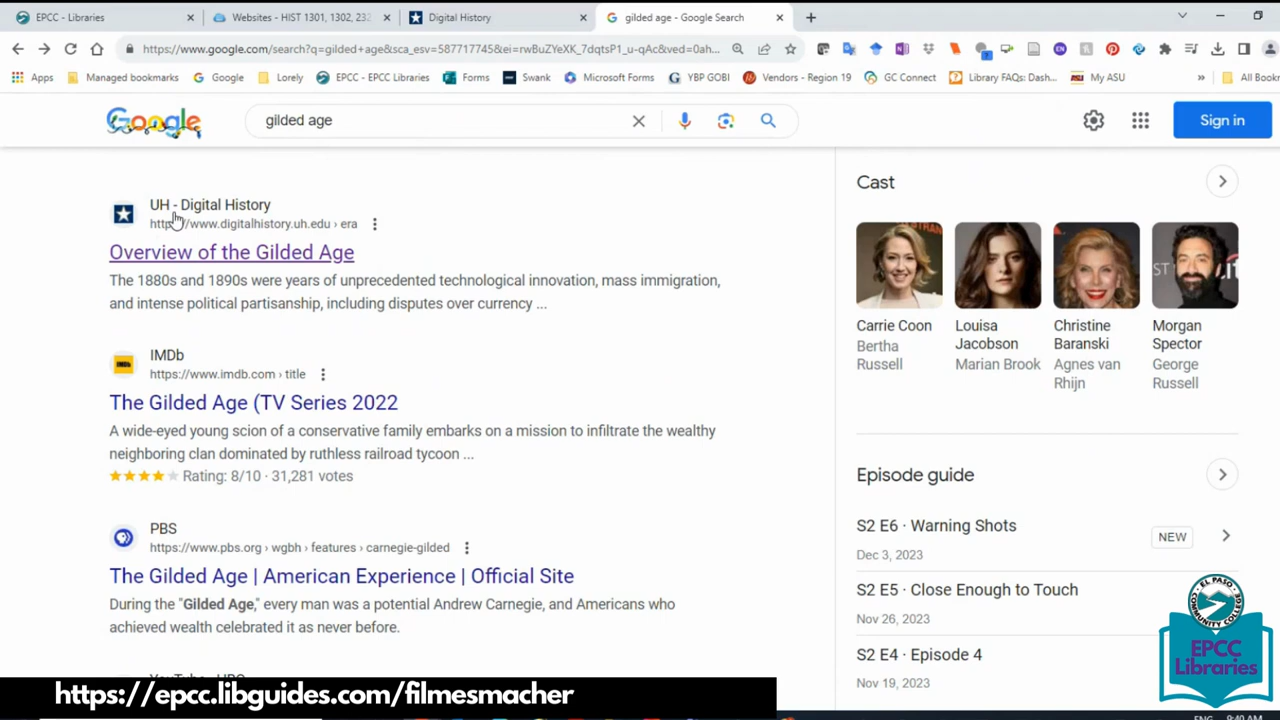 EPCC - Libraries
Websites - HIST 1301, 1302, 232
Digital History
gilded age - Google Search
https://www.google.com/search?q=gilded+age&sca_esv=587717745&ei=rwBuZYeXK_7dqtsP1_u-qAc&ved=0ah...
Apps
Managed bookmarks
Google
Lorely
EPCC - EPCC Libraries
Forms
Swank
Microsoft Forms
YBP GOBI
Vendors - Region 19
GC Connect
Library FAQs: Dash...
My ASU
»
All Bookr
Google
gilded age
Sign in
UH - Digital History
https://www.digitalhistory.uh.edu › era
Overview of the Gilded Age
The 1880s and 1890s were years of unprecedented technological innovation, mass immigration,
and intense political partisanship, including disputes over currency ...
IMDb
https://www.imdb.com › title
The Gilded Age (TV Series 2022
A wide-eyed young scion of a conservative family embarks on a mission to infiltrate the wealthy
neighboring clan dominated by ruthless railroad tycoon ...
Rating: 8/10 · 31,281 votes
PBS
https://www.pbs.org › wgbh › features › carnegie-gilded
The Gilded Age | American Experience | Official Site
During the "Gilded Age," every man was a potential Andrew Carnegie, and Americans who
achieved wealth celebrated it as never before.
Cast
Carrie Coon
Bertha
Russell
Louisa
Jacobson
Marian Brook
Christine
Baranski
Agnes van
Rhijn
Morgan
Spector
George
Russell
Episode guide
S2 E6 · Warning Shots
Dec 3, 2023
NEW
S2 E5 · Close Enough to Touch
Nov 26, 2023
S2 E4 · Episode 4
Nov 19, 2023
EL PASO
COMMUNITY COLLEGE
EPCC
Libraries
https://epcc.libguides.com/filmesmacher